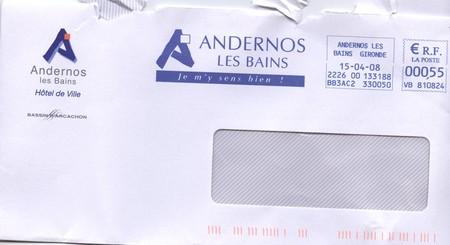 Andernos
les Bains
Hôtel de Ville
BASSIN D'ARCACHON
ANDERNOS
LES BAINS
Je m'y sens bien !
ANDERNOS LES
BAINS GIRONDE
15-04-08
2226 00 133188
BB3AC2 330050
€ R.F.
LA POSTE
00055
VB 810824